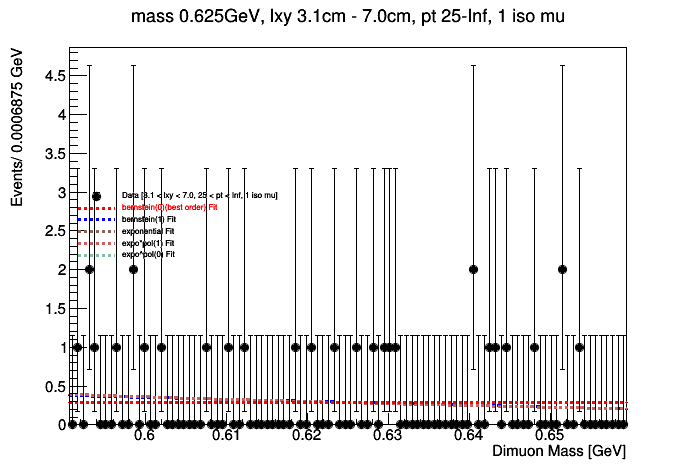 mass 0.625GeV, lxy 3.1cm - 7.0cm, pt 25-Inf, 1 iso mu
Events/ 0.0006875 GeV
4.5
4
3.5
3
2.5
2
1.5
1
0.5
0
Data [3.1 < lxy < 7.0, 25 < pt < Inf, 1 iso mu]
bernstein(0)(best order) Fit
bernstein(1) Fit
exponential Fit
expo*pol(1) Fit
expo*pol(0) Fit
0.6 0.61 0.62 0.63 0.64 0.65
Dimuon Mass [GeV]